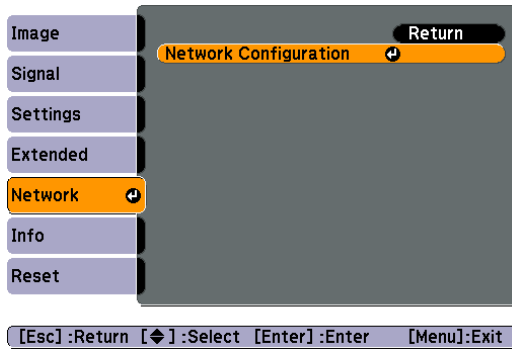 Image
Signal
Settings
Extended
Network
Info
Reset
Return
Network Configuration
[Esc] :Return [◆] :Select [Enter] :Enter [Menu]:Exit